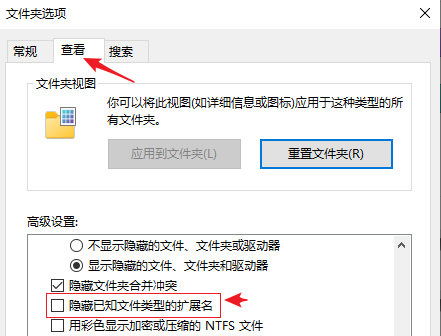 文件夹选项
常规 查看 搜索
文件夹视图
你可以将此视图(如详细信息或图标)应用于这种类型的所
有文件夹。
应用到文件夹(L) 重置文件夹(R)
高级设置:
不显示隐藏的文件、文件夹或驱动器
显示隐藏的文件、文件夹和驱动器
隐藏文件夹合并冲突
隐藏已知文件类型的扩展名
用彩色显示加密或压缩的 NTFS 文件